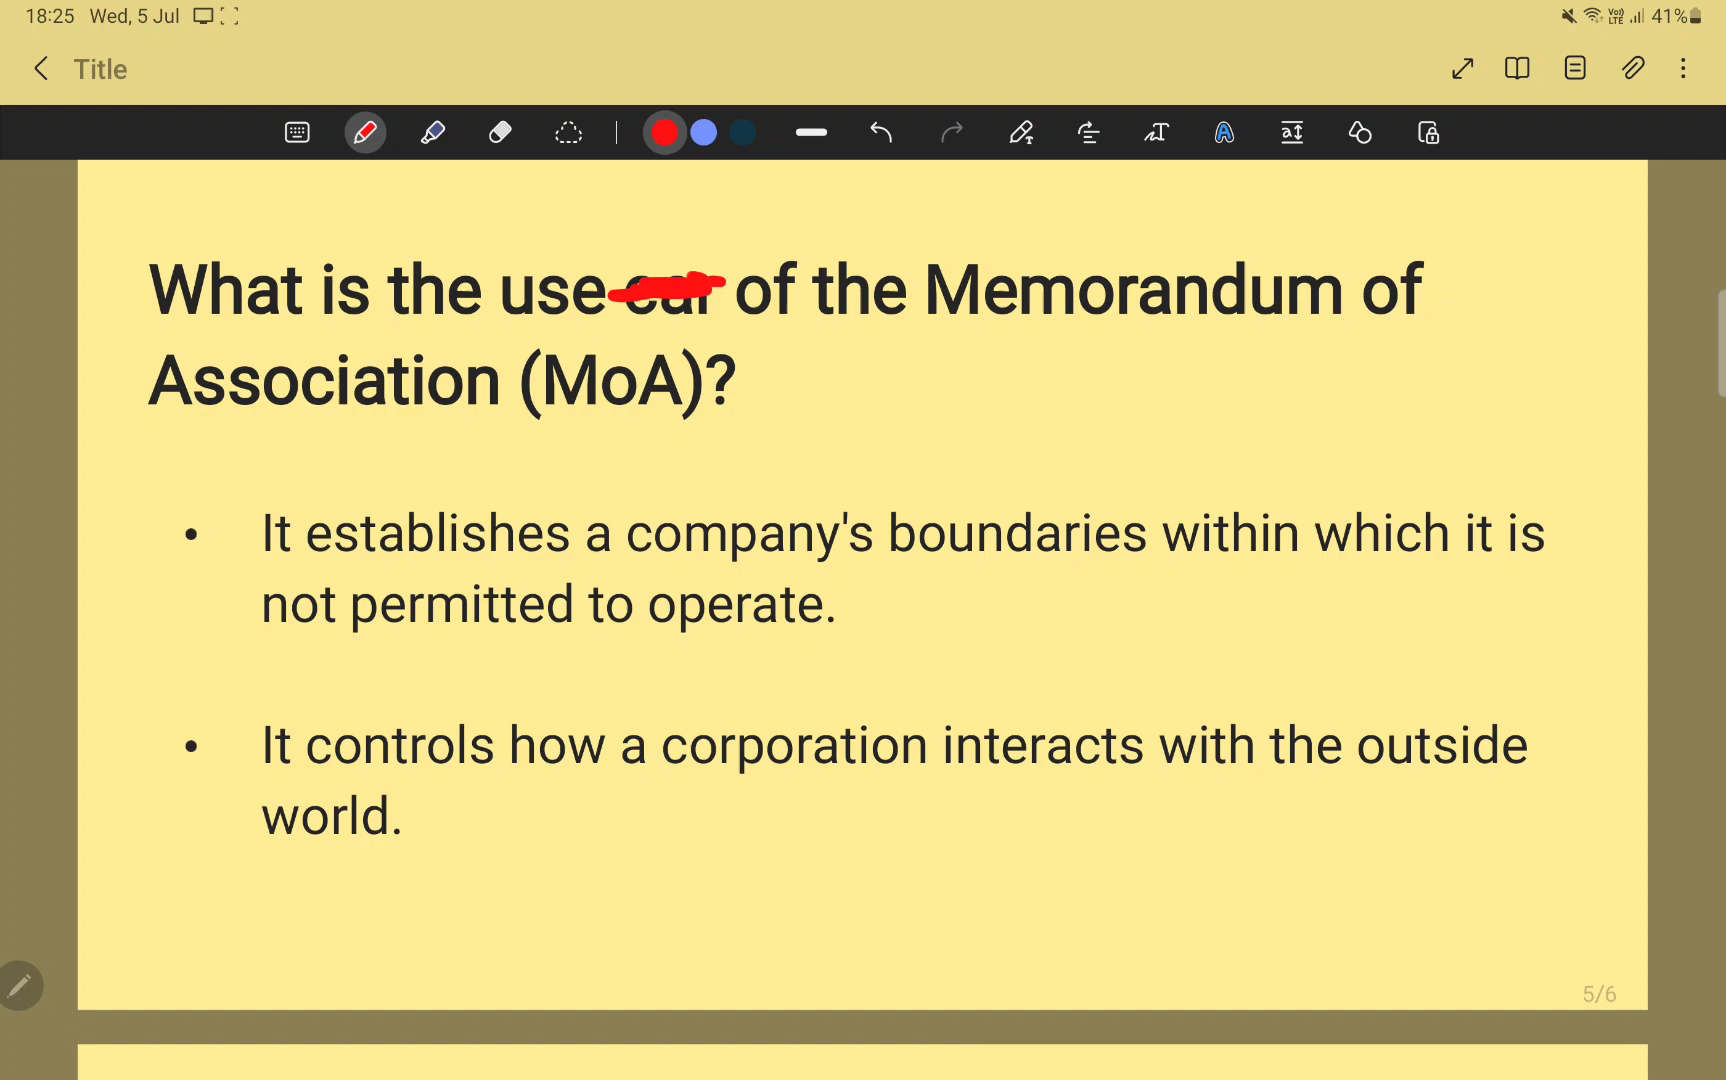 18:25 Wed, 5 Jul 41%
Title
What is the use of the Memorandum of
Association (MoA)?
• It establishes a company's boundaries within which it is
not permitted to operate.
• It controls how a corporation interacts with the outside
world.
5/6